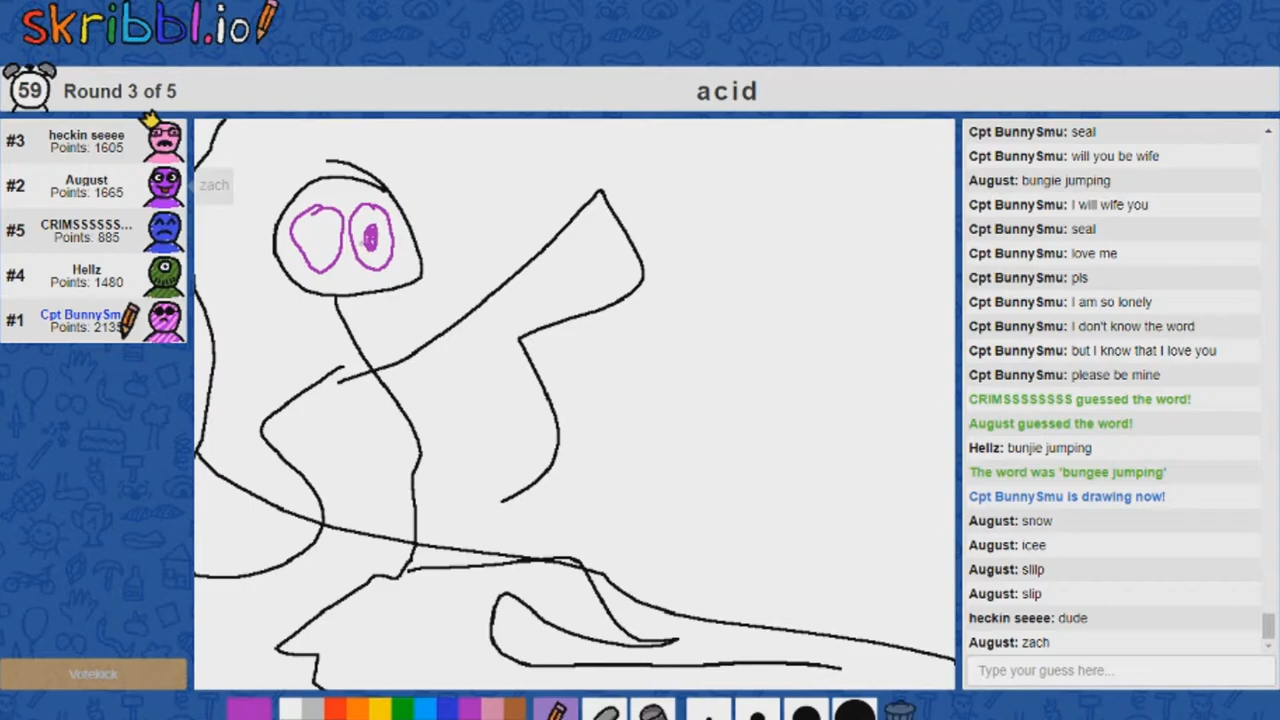 skribbl.io
59
Round 3 of 5
acid
#3
heckin seeee
Points: 1605
#2
August
Points: 1665
#5
CRIMSSSSSS...
Points: 885
#4
Hellz
Points: 1480
#1
Cpt BunnySm
Points: 2135
zach
Votekick
Cpt BunnySmu: seal
Cpt BunnySmu: will you be wife
August: bungie jumping
Cpt BunnySmu: I will wife you
Cpt BunnySmu: seal
Cpt BunnySmu: love me
Cpt BunnySmu: pls
Cpt BunnySmu: I am so lonely
Cpt BunnySmu: I don't know the word
Cpt BunnySmu: but I know that I love you
Cpt BunnySmu: please be mine
CRIMSSSSSSSS guessed the word!
August guessed the word!
Hellz: bunjie jumping
The word was 'bungee jumping'
Cpt BunnySmu is drawing now!
August: snow
August: icee
August: slilp
August: slip
heckin seeee: dude
August: zach
Type your guess here...